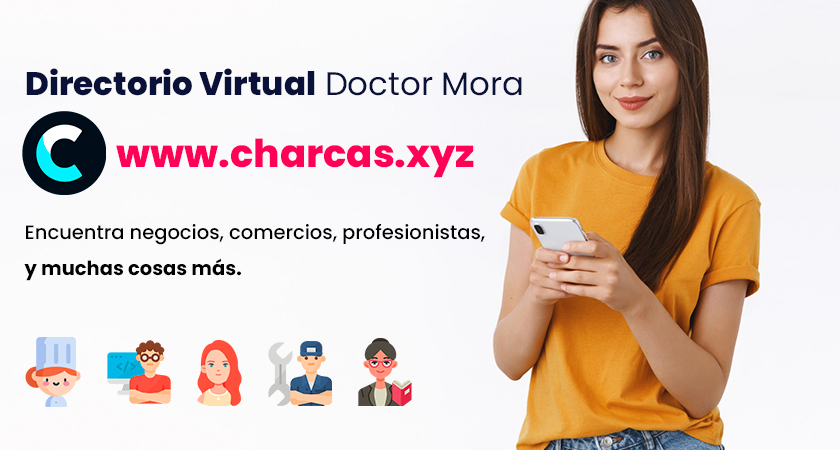 Directorio Virtual Doctor Mora
www.charcas.xyz
Encuentra negocios, comercios, profesionistas,
y muchas cosas más.